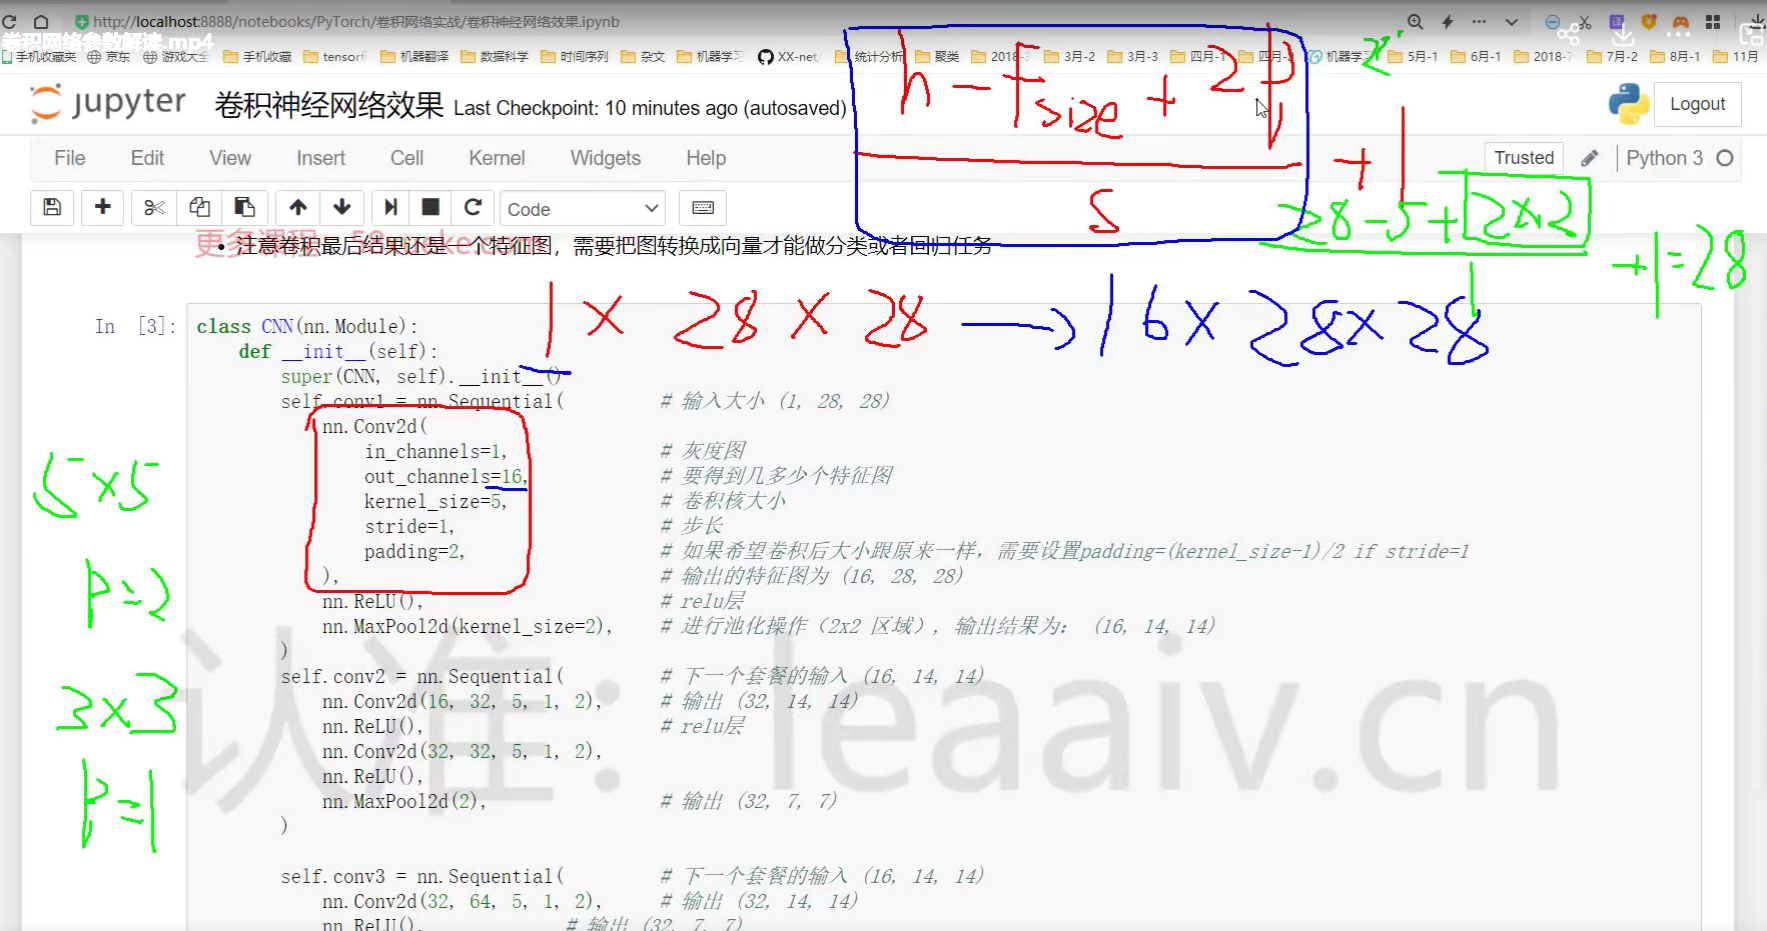 http://localhost:8888/notebooks/PyTorch/卷积网络实战/卷积神经网络效果.ipynb
卷积网络参数解读.mp4
手机收藏夹 京东 游戏大全 手机收藏 tensorf 机器翻译 数据科学 时间序列 杂文 机器学习 XX-net 统计分析 聚类 2018-3 3月-2 3月-3 四月-1 四月-2 机器学习 5月-1 6月-1 2018-7 7月-2 8月-1 11月
h - Fsize + 2P
s
+ 1
jupyter 卷积神经网络效果 Last Checkpoint: 10 minutes ago (autosaved)
Logout
File Edit View Insert Cell Kernel Widgets Help
Trusted Python 3
Code
28-5+2x2
1
+1=28
更多课程
注意卷积最后结果还是一个特征图，需要把图转换成向量才能做分类或者回归任务
1 x 28 x 28 → 16 x 28 x 28
In [3]: class CNN(nn.Module):
def __init__(self):
super(CNN, self).__init__()
self.conv1 = nn.Sequential( # 输入大小 (1, 28, 28)
nn.Conv2d(
in_channels=1, # 灰度图
out_channels=16, # 要得到几多少个特征图
kernel_size=5, # 卷积核大小
stride=1, # 步长
padding=2, # 如果希望卷积后大小跟原来一样，需要设置padding=(kernel_size-1)/2 if stride=1
), # 输出的特征图为 (16, 28, 28)
nn.ReLU(), # relu层
nn.MaxPool2d(kernel_size=2), # 进行池化操作（2x2 区域）, 输出结果为： (16, 14, 14)
)
self.conv2 = nn.Sequential( # 下一个套餐的输入 (16, 14, 14)
nn.Conv2d(16, 32, 5, 1, 2), # 输出 (32, 14, 14)
nn.ReLU(), # relu层
nn.Conv2d(32, 32, 5, 1, 2),
nn.ReLU(),
nn.MaxPool2d(2), # 输出 (32, 7, 7)
)
self.conv3 = nn.Sequential( # 下一个套餐的输入 (16, 14, 14)
nn.Conv2d(32, 64, 5, 1, 2), # 输出 (32, 14, 14)
nn.ReLU(), # 输出 (32, 7, 7)
5x5
P=2
3x3
P=1
认准：leaaiv.cn